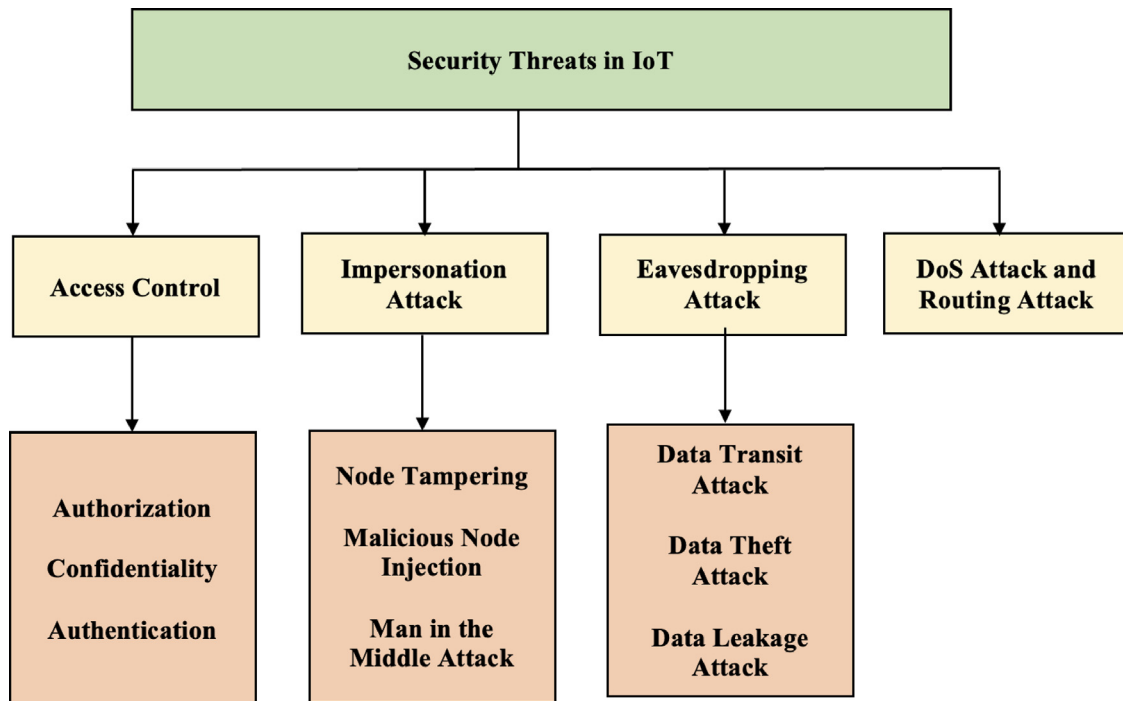 Security Threats in IoT
Access Control
Impersonation
Attack
Eavesdropping
Attack
DoS Attack and
Routing Attack
Authorization
Confidentiality
Authentication
Node Tampering
Malicious Node
Injection
Man in the
Middle Attack
Data Transit
Attack
Data Theft
Attack
Data Leakage
Attack